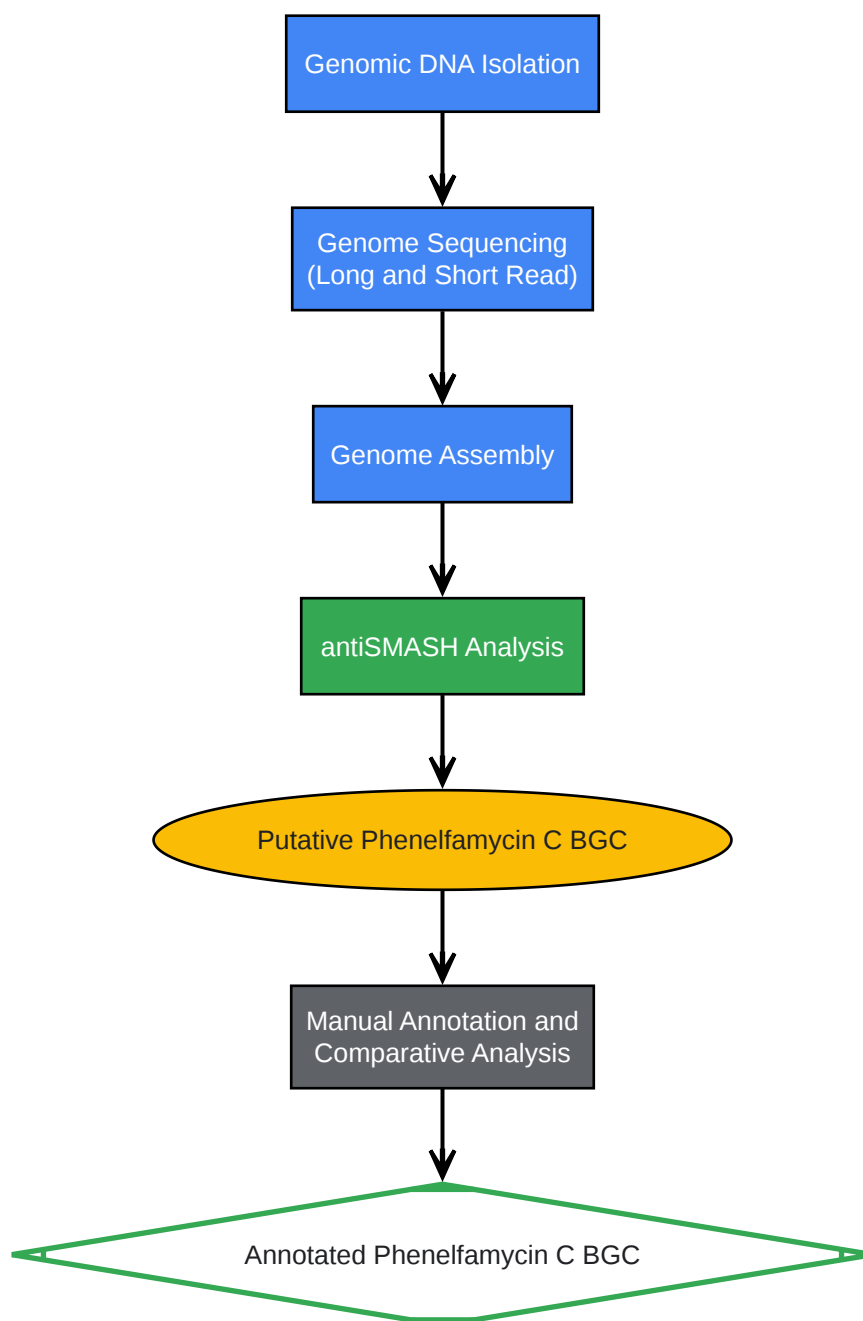 Genomic DNA Isolation
Genome Sequencing
(Long and Short Read)
Genome Assembly
antiSMASH Analysis
Putative Phenelfamycin C BGC
Manual Annotation and
Comparative Analysis
Annotated Phenelfamycin C BGC